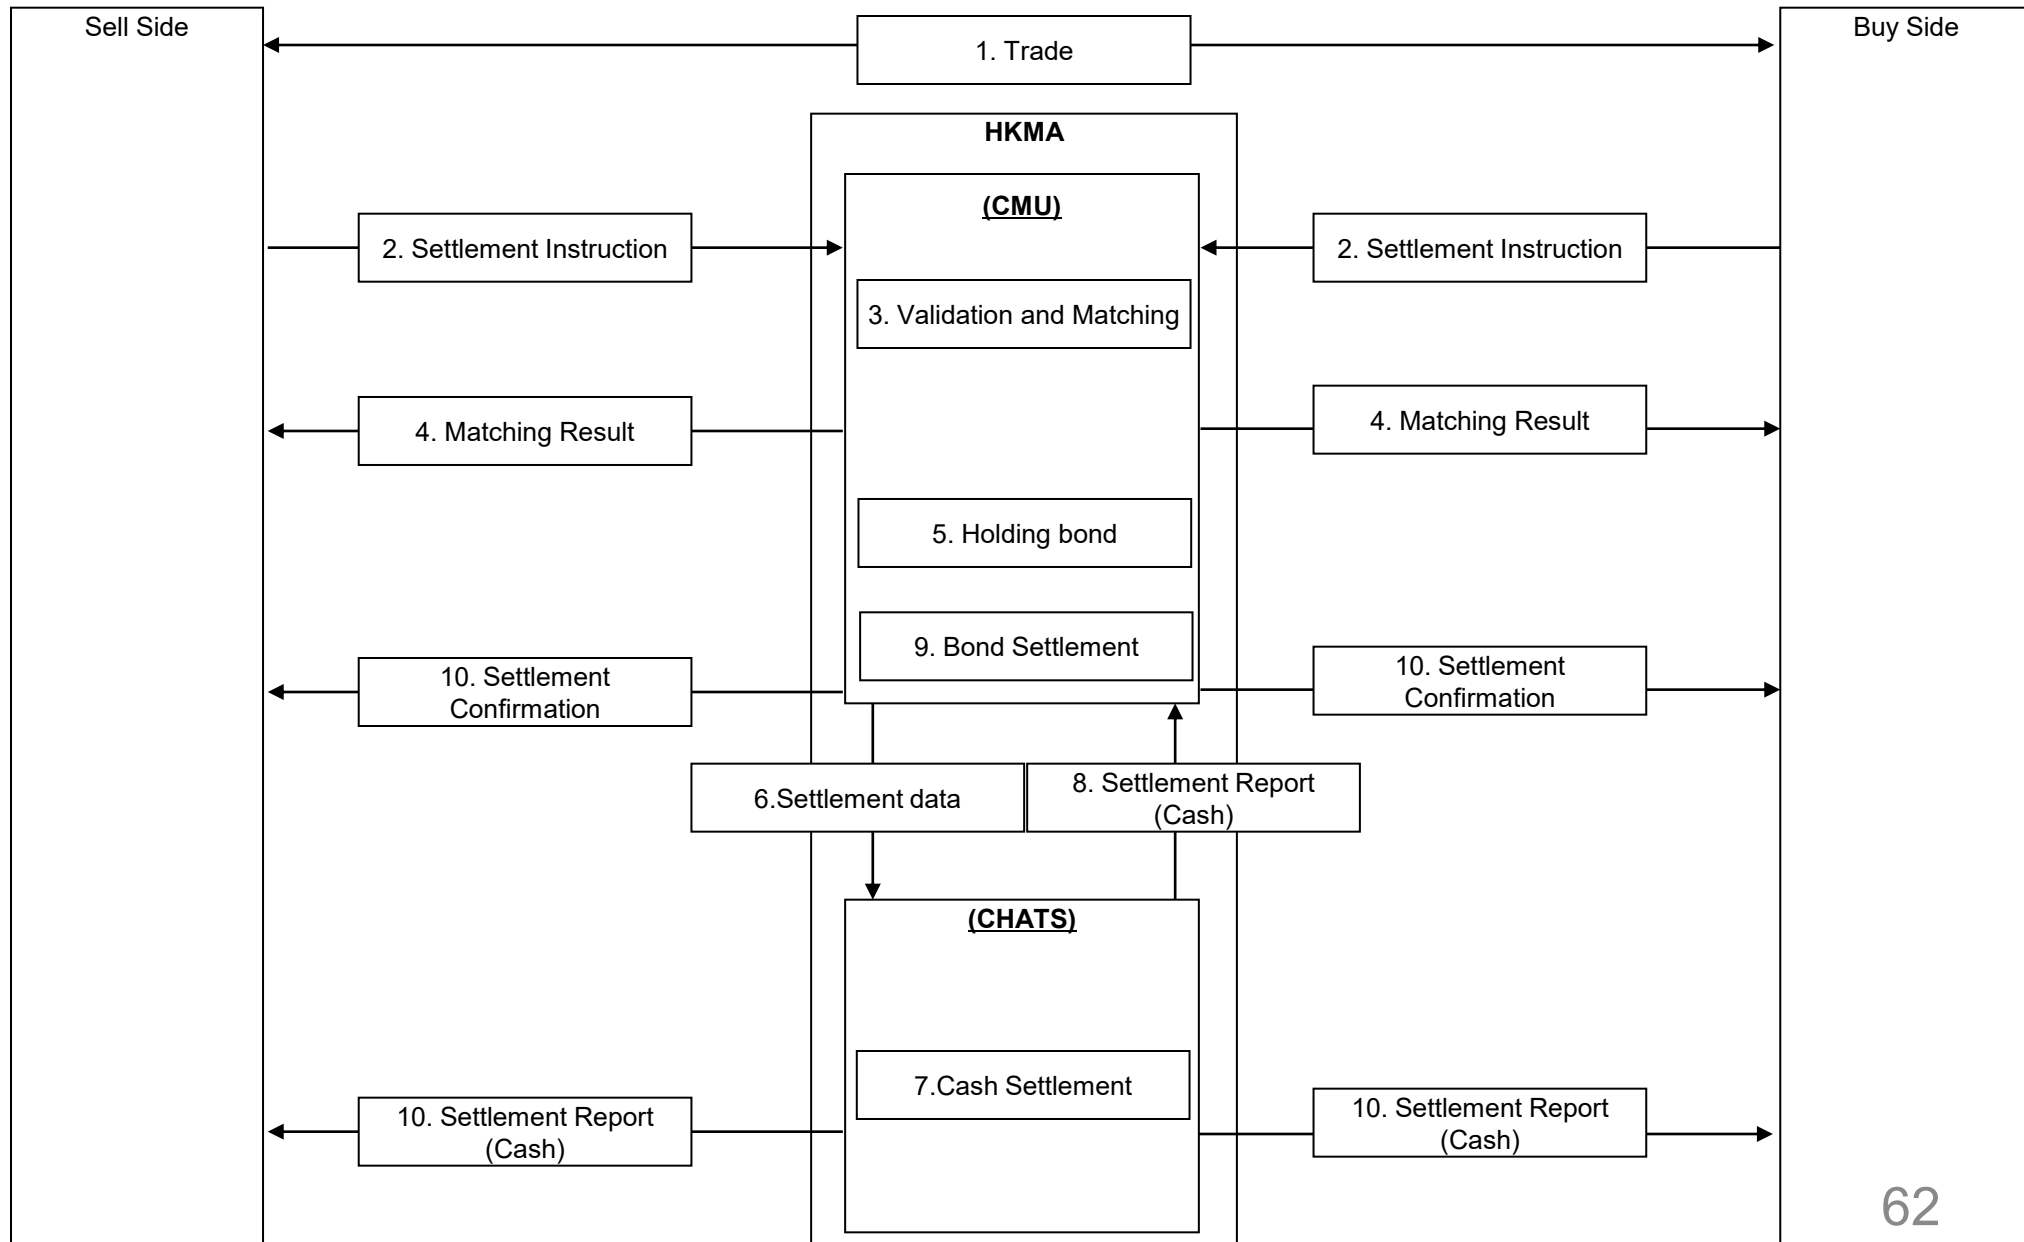 Sell Side
1. Trade
Buy Side
HKMA
(CMU)
2. Settlement Instruction
2. Settlement Instruction
3. Validation and Matching
4. Matching Result
4. Matching Result
5. Holding bond
9. Bond Settlement
10. Settlement
Confirmation
10. Settlement
Confirmation
6.Settlement data
8. Settlement Report
(Cash)
(CHATS)
7.Cash Settlement
10. Settlement Report
(Cash)
10. Settlement Report
(Cash)
62